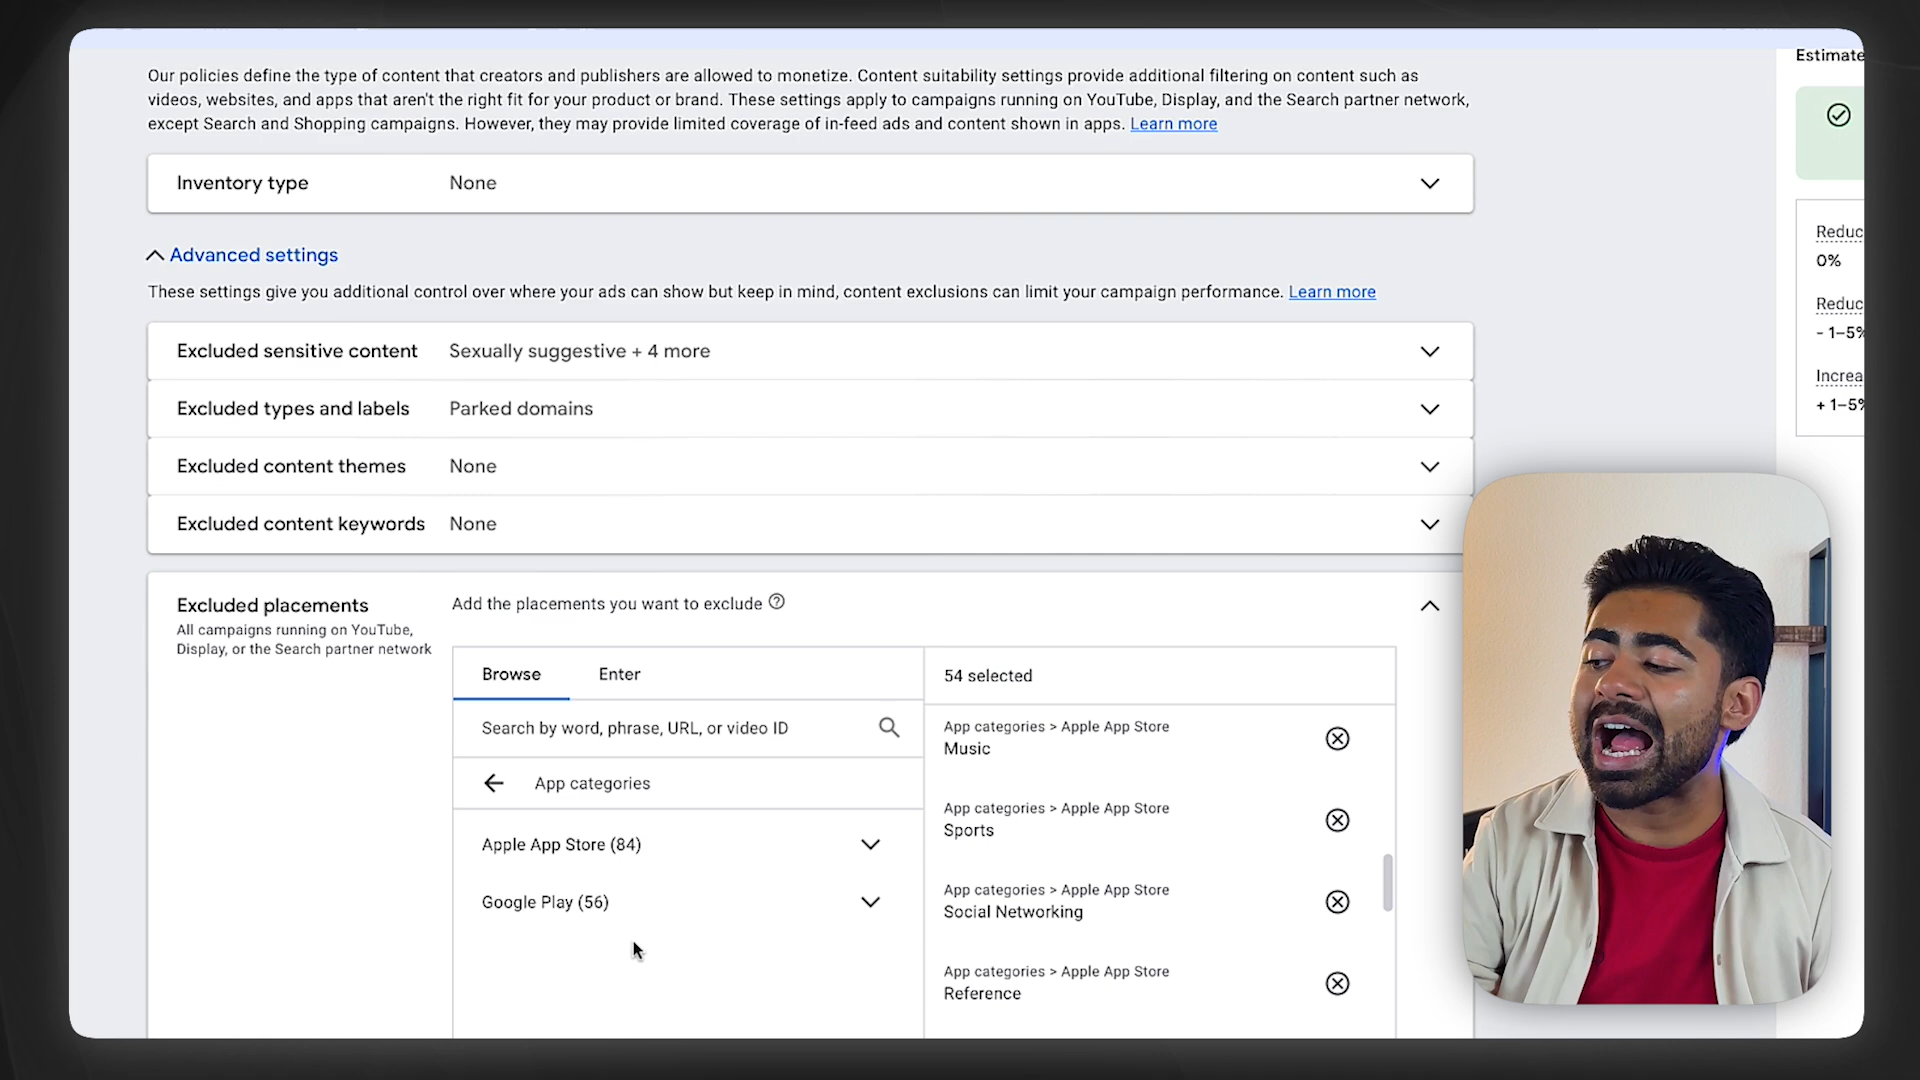 Our policies define the type of content that creators and publishers are allowed to monetize. Content suitability settings provide additional filtering on content such as
videos, websites, and apps that aren't the right fit for your product or brand. These settings apply to campaigns running on YouTube, Display, and the Search partner network,
except Search and Shopping campaigns. However, they may provide limited coverage of in-feed ads and content shown in apps. Learn more
Inventory type None
Advanced settings
These settings give you additional control over where your ads can show but keep in mind, content exclusions can limit your campaign performance. Learn more
Excluded sensitive content Sexually suggestive + 4 more
Excluded types and labels Parked domains
Excluded content themes None
Excluded content keywords None
Excluded placements
All campaigns running on YouTube,
Display, or the Search partner network
Add the placements you want to exclude
Browse Enter
Search by word, phrase, URL, or video ID
App categories
Apple App Store (84)
Google Play (56)
54 selected
App categories > Apple App Store
Music
App categories > Apple App Store
Sports
App categories > Apple App Store
Social Networking
App categories > Apple App Store
Reference
Estimate
Reduc
0%
Reduc
- 1–5%
Increa
+ 1–5%